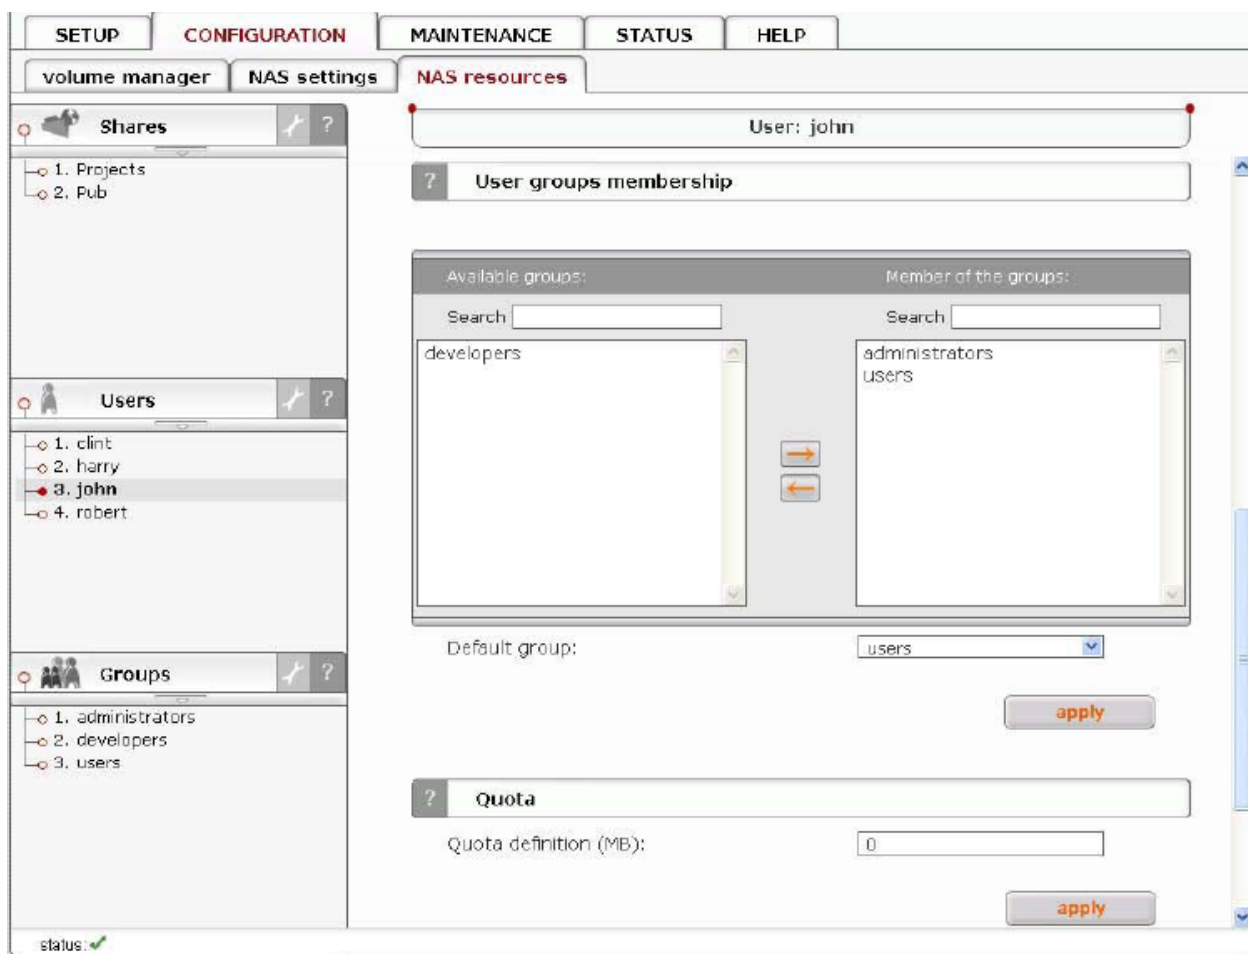 SETUP CONFIGURATION MAINTENANCE STATUS HELP
volume manager NAS settings NAS resources
Shares ?
1. Projects
2. Pub
Users ?
1. clint
2. harry
3. john
4. robert
Groups ?
1. administrators
2. developers
3. users
User: john
? User groups membership
Available groups: Member of the groups:
Search Search
developers administrators
users
Default group: users
apply
? Quota
Quota definition (MB): 0
apply
status: